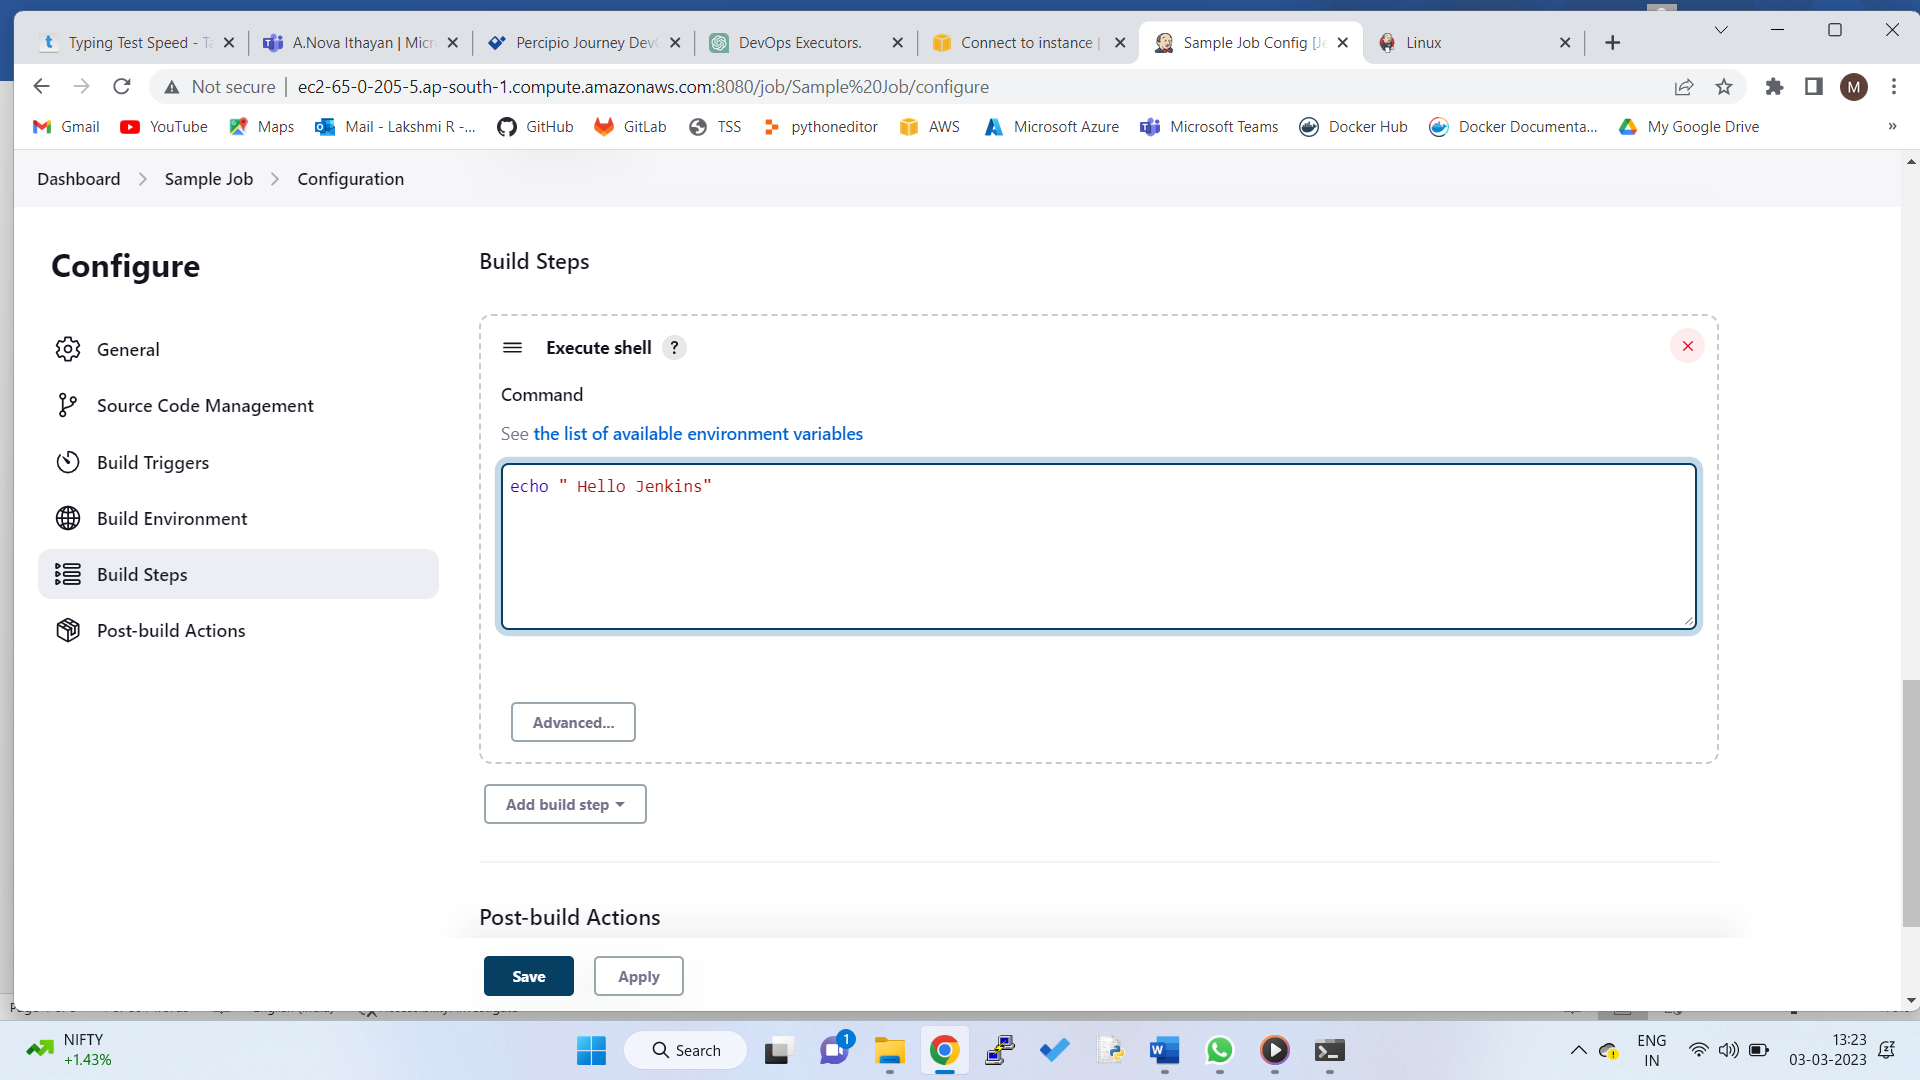 Typing Test Speed - Ta
A.Nova Ithayan | Micr
Percipio Journey DevO
DevOps Executors.
Connect to instance |
Sample Job Config [Je
Linux
Not secure
ec2-65-0-205-5.ap-south-1.compute.amazonaws.com:8080/job/Sample%20Job/configure
M
Gmail
YouTube
Maps
Mail - Lakshmi R -...
GitHub
GitLab
TSS
pythoneditor
AWS
Microsoft Azure
Microsoft Teams
Docker Hub
Docker Documenta...
My Google Drive
»
Dashboard
Sample Job
Configuration
Configure
General
Source Code Management
Build Triggers
Build Environment
Build Steps
Post-build Actions
Build Steps
Execute shell ?
Command
See the list of available environment variables
echo " Hello Jenkins"
Advanced...
Add build step
Post-build Actions
Save
Apply
NIFTY
+1.43%
Search
1
ENG
IN
13:23
03-03-2023